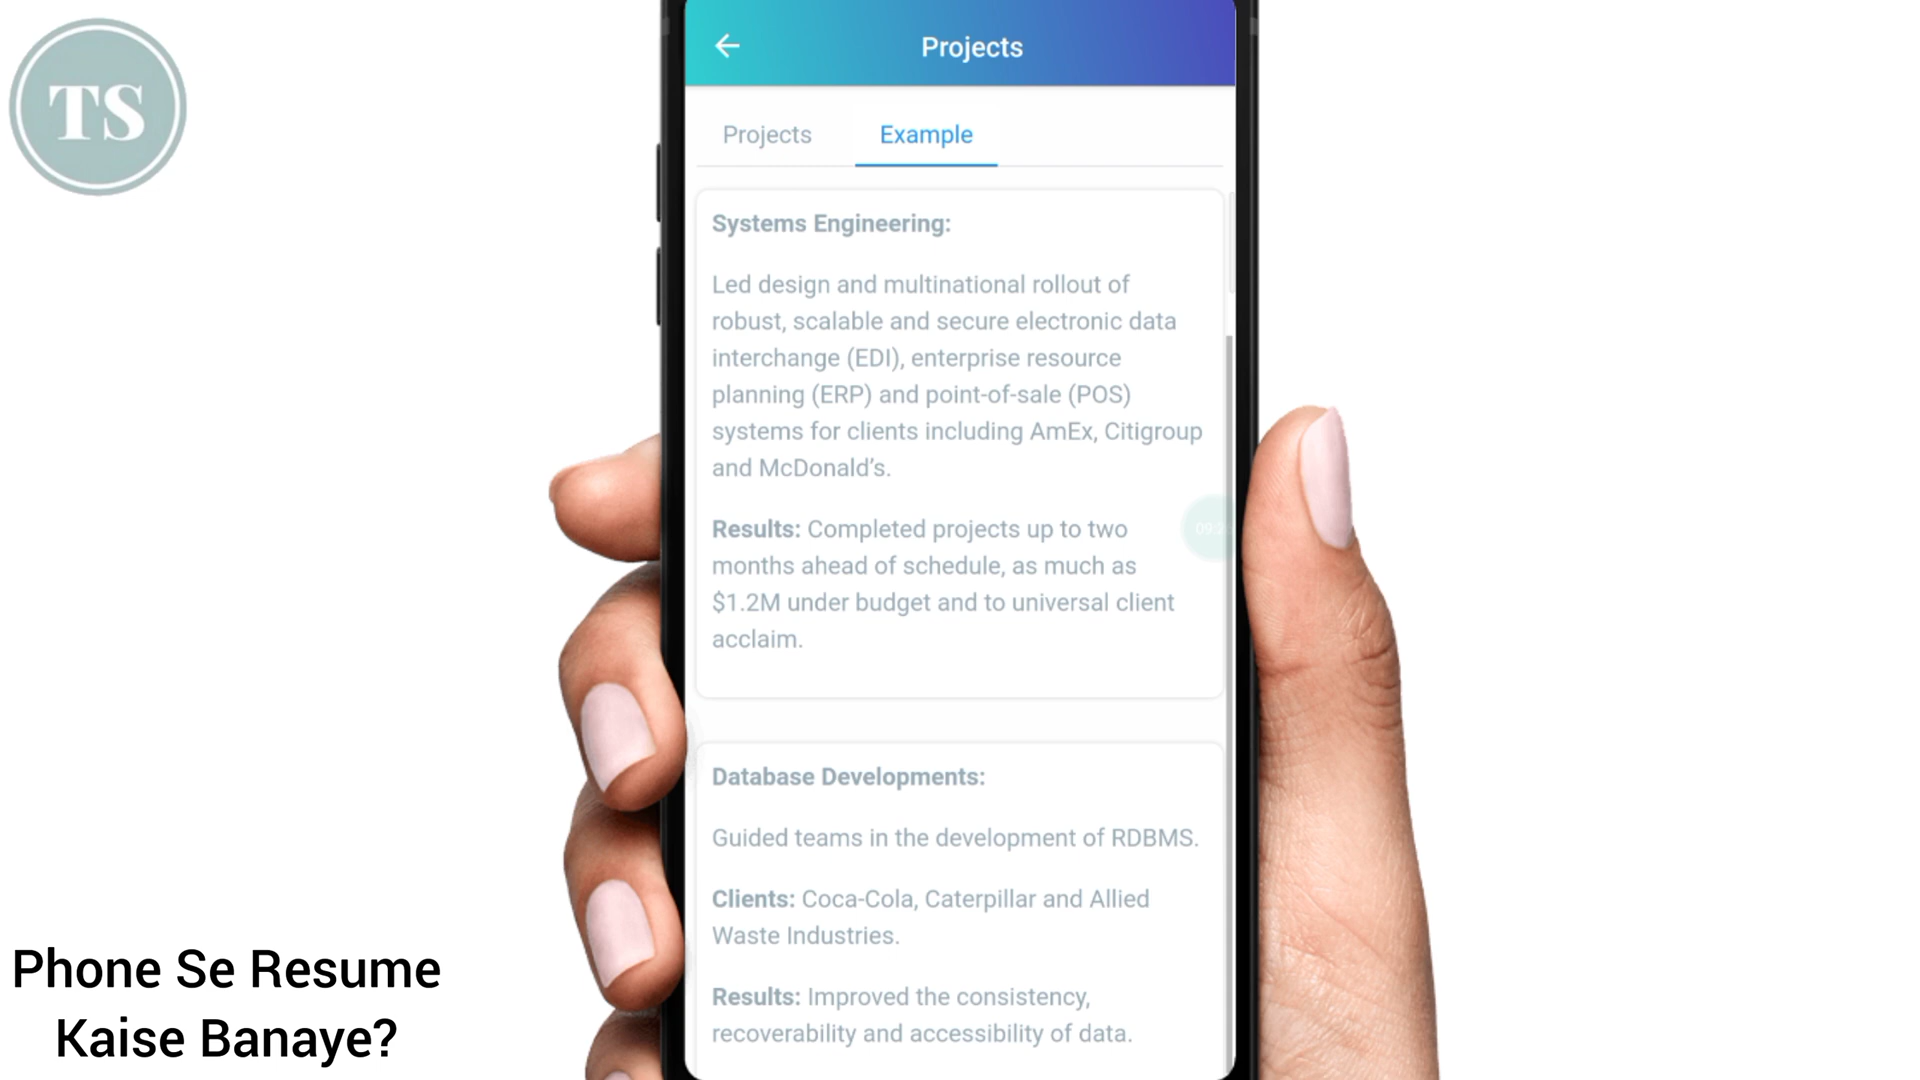 TS
Projects
Projects
Example
Systems Engineering:
Led design and multinational rollout of
robust, scalable and secure electronic data
interchange (EDI), enterprise resource
planning (ERP) and point-of-sale (POS)
systems for clients including AmEx, Citigroup
and McDonald’s.
Results: Completed projects up to two
months ahead of schedule, as much as
$1.2M under budget and to universal client
acclaim.
Database Developments:
Guided teams in the development of RDBMS.
Clients: Coca-Cola, Caterpillar and Allied
Waste Industries.
Results: Improved the consistency,
recoverability and accessibility of data.
Phone Se Resume
Kaise Banaye?